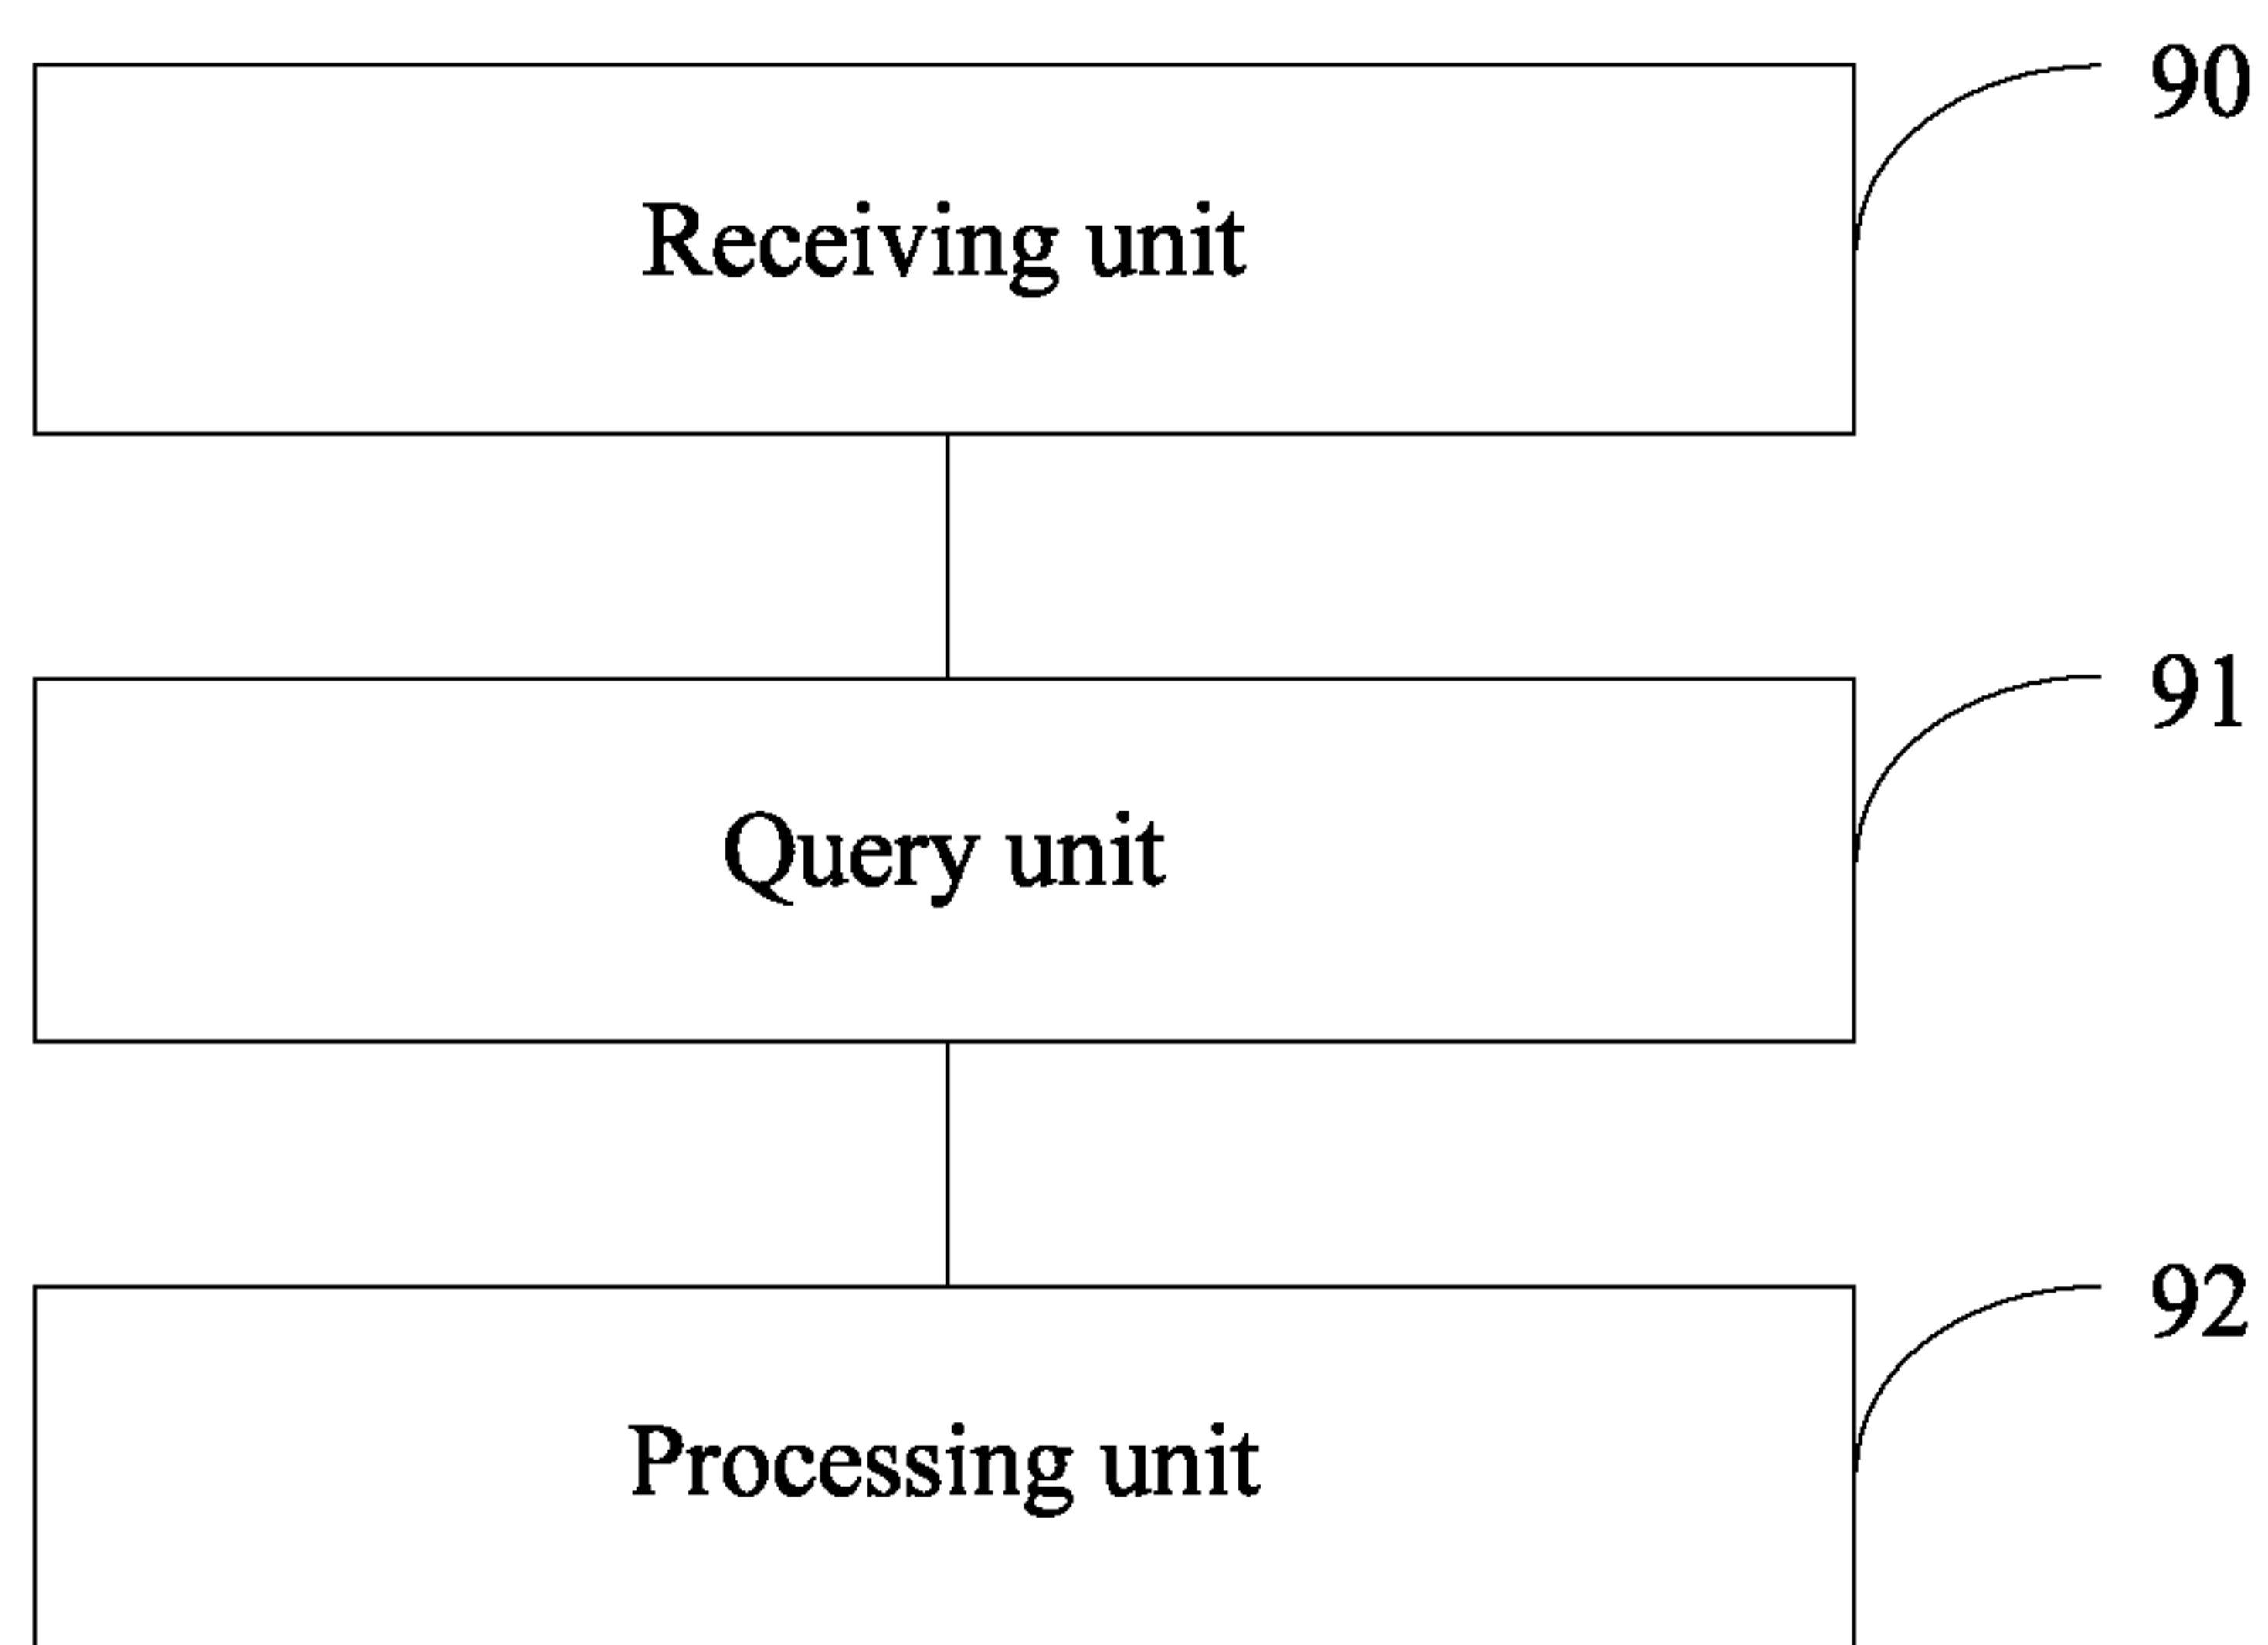 90
Receiving unit
91
Query unit
92
Processing unit